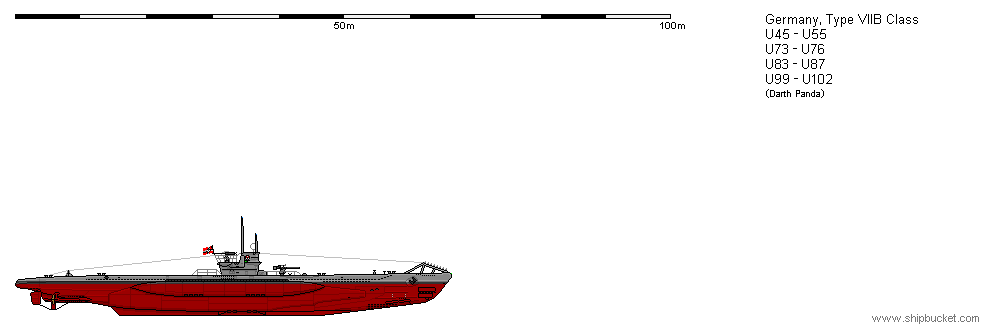 50m 100m
Germany, Type VIIB Class
U45 - U55
U73 - U76
U83 - U87
U99 - U102
(Darth Panda)
www.shipbucket.com